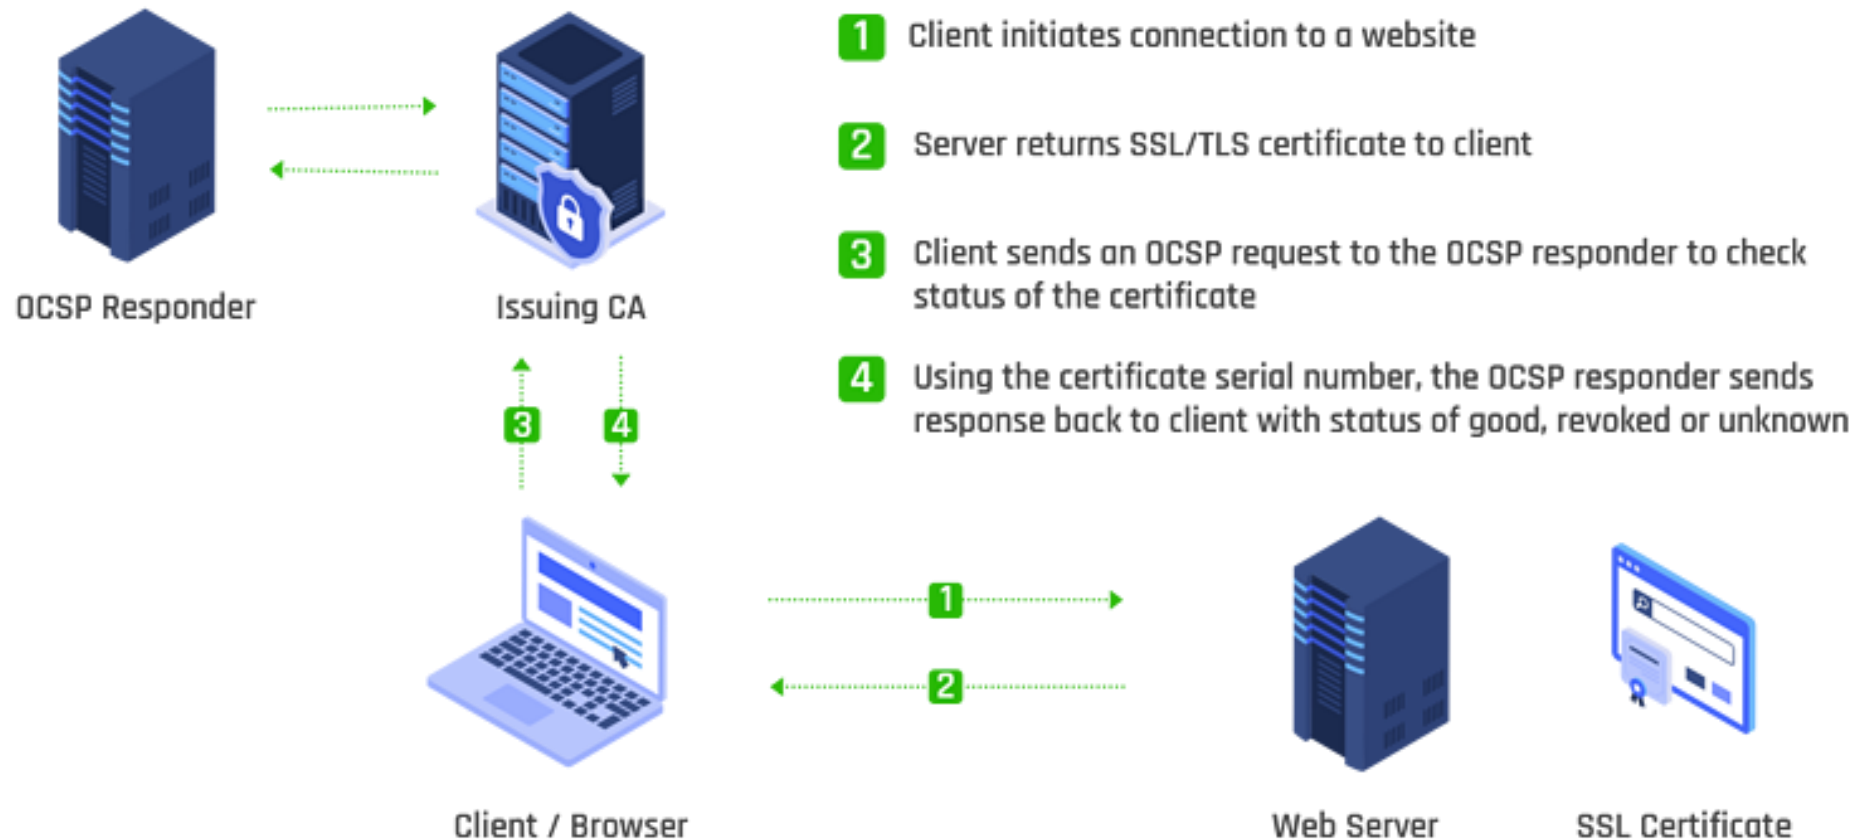 1 Client initiates connection to a website
2 Server returns SSL/TLS certificate to client
3 Client sends an OCSP request to the OCSP responder to check
status of the certificate
OCSP Responder
Issuing CA
4 Using the certificate serial number, the OCSP responder sends
response back to client with status of good, revoked or unknown
3
4
1
2
Client / Browser
Web Server
SSL Certificate